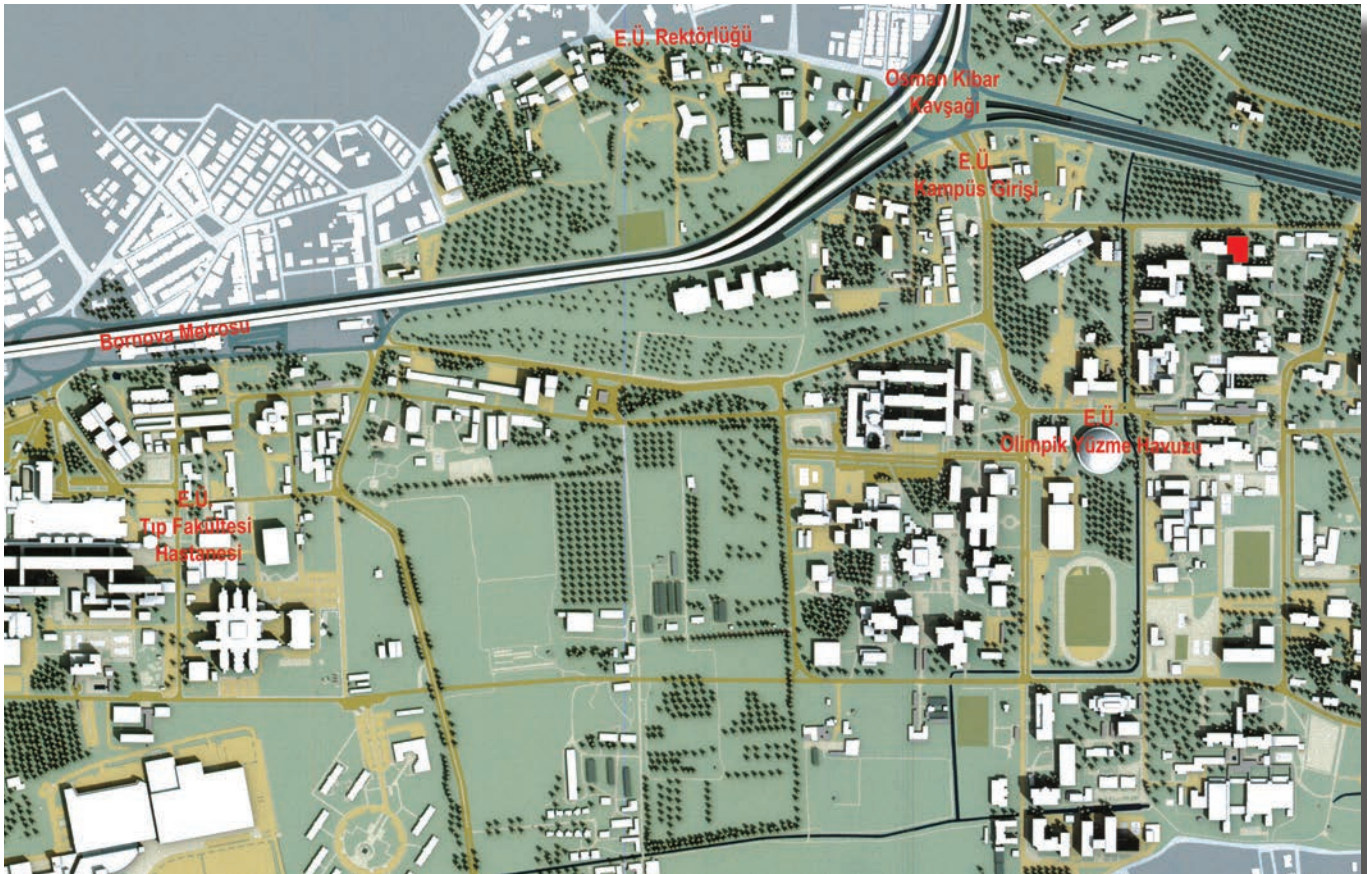 E.Ü. Rektörlüğü
Osman Kibar
Kavşağı
E.Ü.
Kampüs Girişi
Bornova Metrosu
E.Ü.
Olimpik Yüzme Havuzu
E.Ü.
Tıp Fakültesi
Hastanesi